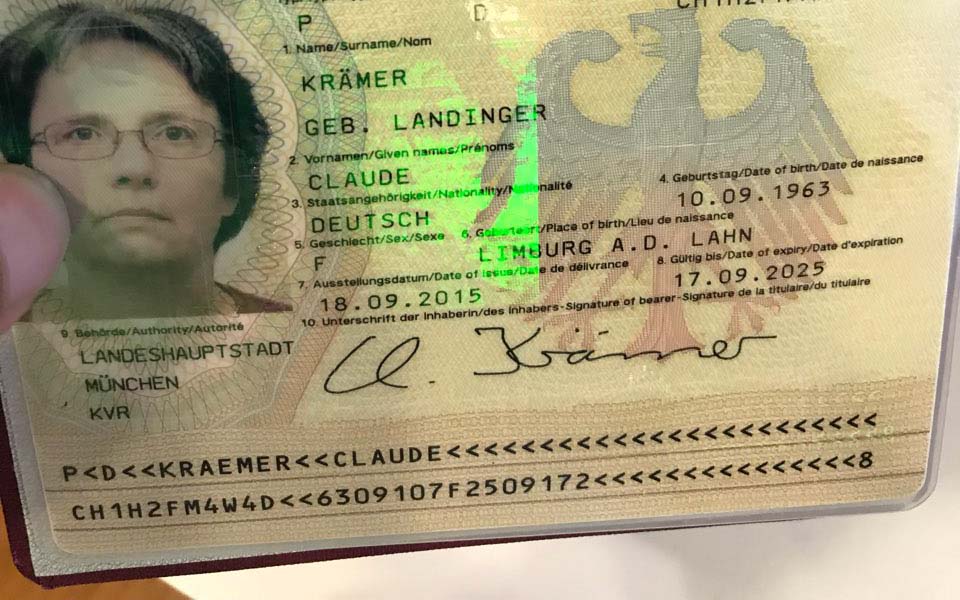 P D
1. Name/Surname/Nom
KRÄMER
GEB. LANDINGER
2. Vornamen/Given names/Prénoms
CLAUDE
3. Staatsangehörigkeit/Nationality/Nationalité
DEUTSCH
4. Geburtstag/Date of birth/Date de naissance
10.09.1963
5. Geschlecht/Sex/Sexe
F
6. Geburtsort/Place of birth/Lieu de naissance
LIMBURG A.D. LAHN
7. Ausstellungsdatum/Date of issue/Date de délivrance
18.09.2015
8. Gültig bis/Date of expiry/Date d'expiration
17.09.2025
9. Behörde/Authority/Autorité
LANDESHAUPTSTADT
MÜNCHEN
KVR
10. Unterschrift der Inhaberin/des Inhabers-Signature of bearer-Signature de la titulaire/du titulaire
Cl. Krämer
P<D<<KRAEMER<<CLAUDE<<<<<<<<<<<<<<<<<<<<<<<<
CH1H2FM4W4D<<6309107F2509172<<<<<<<<<<<<<<<8